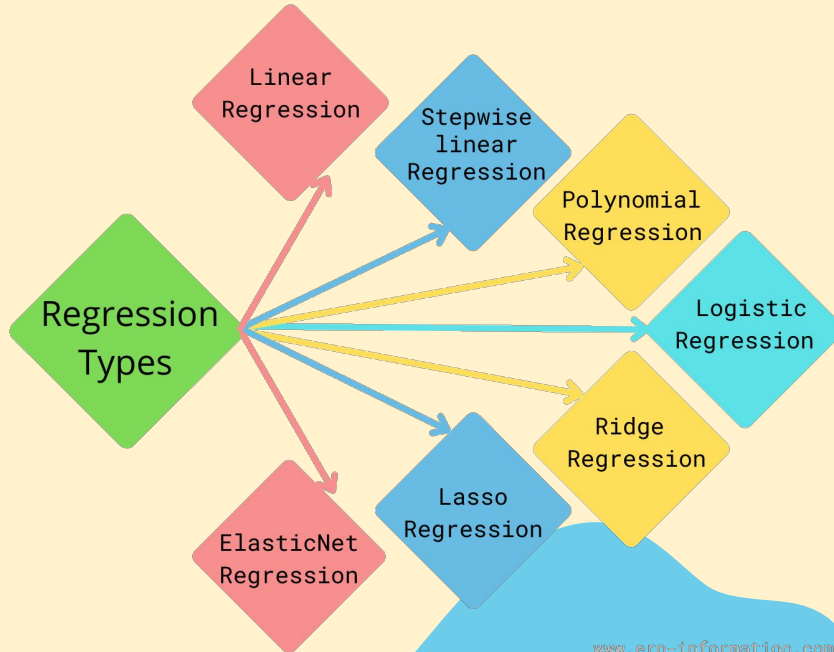 Linear
Regression
Stepwise
linear
Regression
Polynomial
Regression
Regression
Types
Logistic
Regression
Ridge
Regression
Lasso
Regression
ElasticNet
Regression